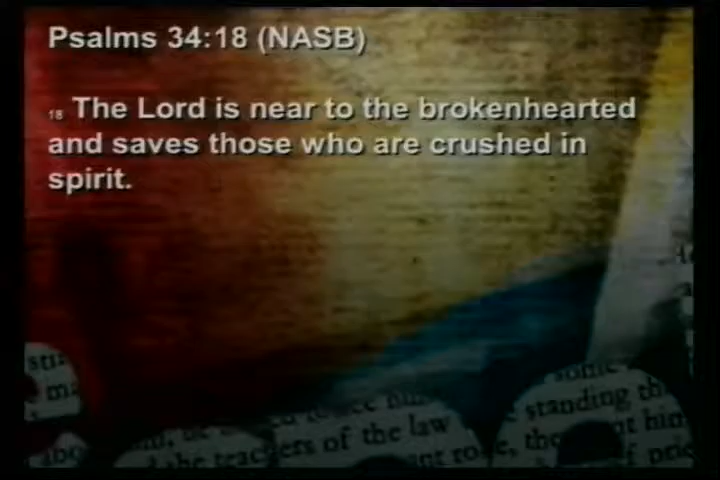 Psalms 34:18 (NASB)
18 The Lord is near to the brokenhearted
and saves those who are crushed in
spirit.
some
standing
teachers of the law